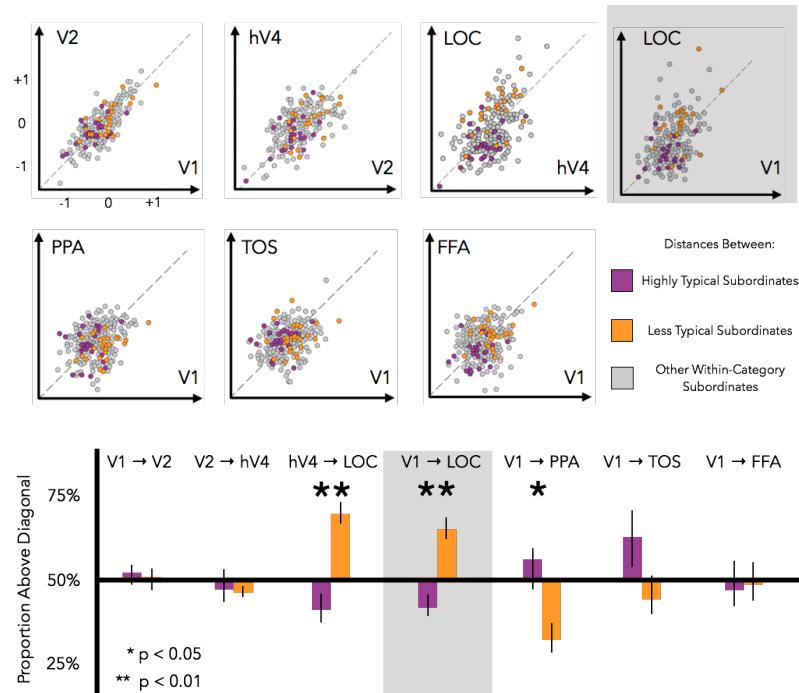 V2
hV4
LOC
LOC
+1
0
-1
V1
V2
hV4
V1
-1 0 +1
Distances Between:
PPA
TOS
FFA
Highly Typical Subordinates
Less Typical Subordinates
Other Within-Category
Subordinates
V1
V1
V1
V1 → V2
V2 → hV4
hV4 → LOC
V1 → LOC
V1 → PPA
V1 → TOS
V1 → FFA
** ** *
75%
50%
25%
Proportion Above Diagonal
* p < 0.05
** p < 0.01